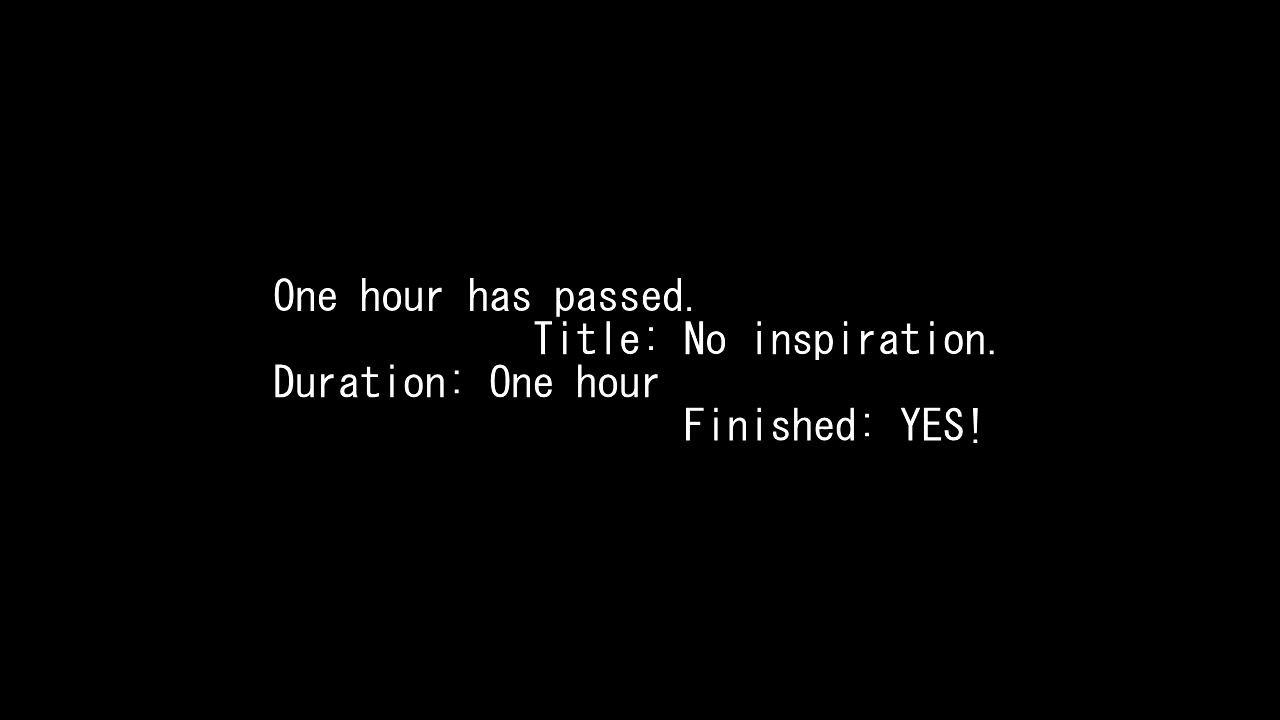 One hour has passed.
Title: No inspiration.
Duration: One hour
Finished: YES!